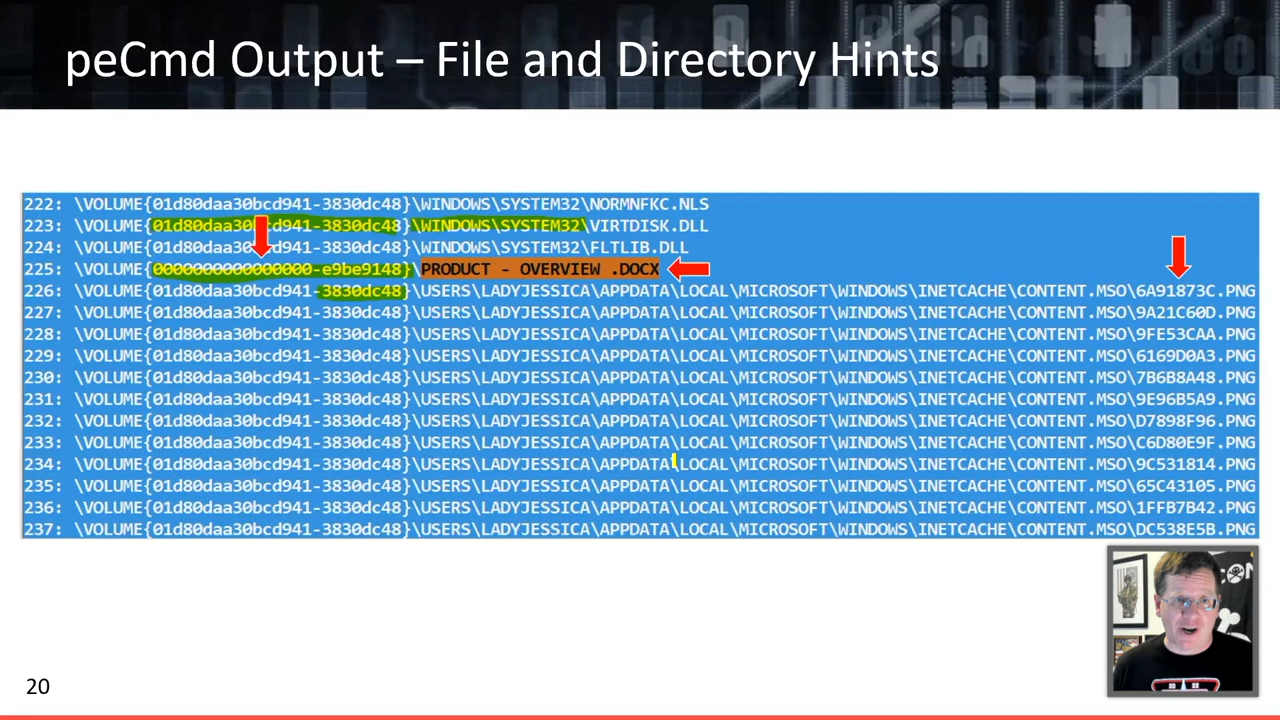 peCmd Output – File and Directory Hints
222: \VOLUME{01d80daa30bcd941-3830dc48}\WINDOWS\SYSTEM32\NORMNFKC.NLS
223: \VOLUME{01d80daa30bcd941-3830dc48}\WINDOWS\SYSTEM32\VIRTDISK.DLL
224: \VOLUME{01d80daa30bcd941-3830dc48}\WINDOWS\SYSTEM32\FLTLIB.DLL
225: \VOLUME{0000000000000000-e9be9148}\PRODUCT - OVERVIEW .DOCX
226: \VOLUME{01d80daa30bcd941-3830dc48}\USERS\LADYJESSICA\APPDATA\LOCAL\MICROSOFT\WINDOWS\INETCACHE\CONTENT.MSO\6A91873C.PNG
227: \VOLUME{01d80daa30bcd941-3830dc48}\USERS\LADYJESSICA\APPDATA\LOCAL\MICROSOFT\WINDOWS\INETCACHE\CONTENT.MSO\9A21C60D.PNG
228: \VOLUME{01d80daa30bcd941-3830dc48}\USERS\LADYJESSICA\APPDATA\LOCAL\MICROSOFT\WINDOWS\INETCACHE\CONTENT.MSO\9FE53CAA.PNG
229: \VOLUME{01d80daa30bcd941-3830dc48}\USERS\LADYJESSICA\APPDATA\LOCAL\MICROSOFT\WINDOWS\INETCACHE\CONTENT.MSO\6169D0A3.PNG
230: \VOLUME{01d80daa30bcd941-3830dc48}\USERS\LADYJESSICA\APPDATA\LOCAL\MICROSOFT\WINDOWS\INETCACHE\CONTENT.MSO\7B6B8A48.PNG
231: \VOLUME{01d80daa30bcd941-3830dc48}\USERS\LADYJESSICA\APPDATA\LOCAL\MICROSOFT\WINDOWS\INETCACHE\CONTENT.MSO\9E96B5A9.PNG
232: \VOLUME{01d80daa30bcd941-3830dc48}\USERS\LADYJESSICA\APPDATA\LOCAL\MICROSOFT\WINDOWS\INETCACHE\CONTENT.MSO\D7898F96.PNG
233: \VOLUME{01d80daa30bcd941-3830dc48}\USERS\LADYJESSICA\APPDATA\LOCAL\MICROSOFT\WINDOWS\INETCACHE\CONTENT.MSO\C6D80E9F.PNG
234: \VOLUME{01d80daa30bcd941-3830dc48}\USERS\LADYJESSICA\APPDATA\LOCAL\MICROSOFT\WINDOWS\INETCACHE\CONTENT.MSO\9C531814.PNG
235: \VOLUME{01d80daa30bcd941-3830dc48}\USERS\LADYJESSICA\APPDATA\LOCAL\MICROSOFT\WINDOWS\INETCACHE\CONTENT.MSO\65C43105.PNG
236: \VOLUME{01d80daa30bcd941-3830dc48}\USERS\LADYJESSICA\APPDATA\LOCAL\MICROSOFT\WINDOWS\INETCACHE\CONTENT.MSO\1FFB7B42.PNG
237: \VOLUME{01d80daa30bcd941-3830dc48}\USERS\LADYJESSICA\APPDATA\LOCAL\MICROSOFT\WINDOWS\INETCACHE\CONTENT.MSO\DC538E5B.PNG
20